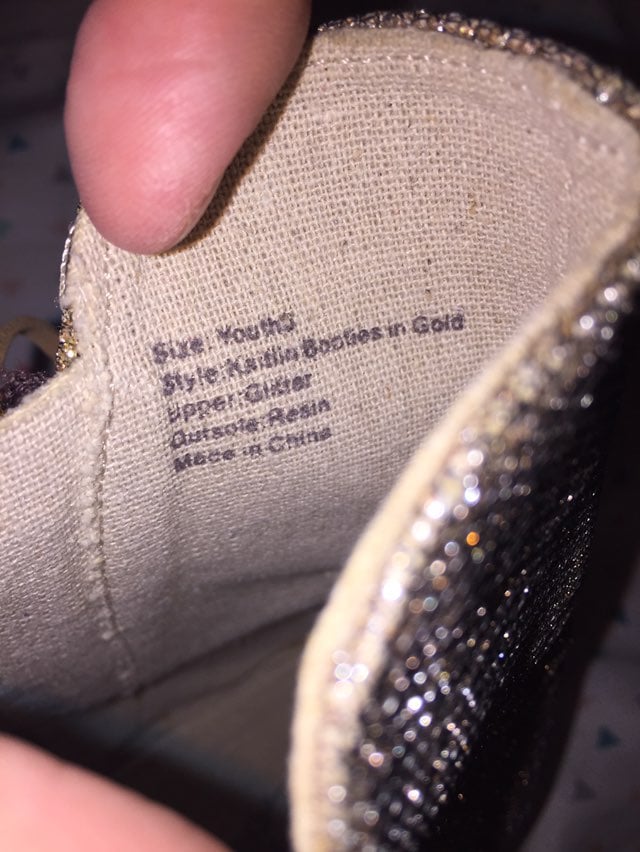 Size: Youth3
Style: Kaitlin Booties in Gold
Upper: Glitter
Outsole: Resin
Made in China